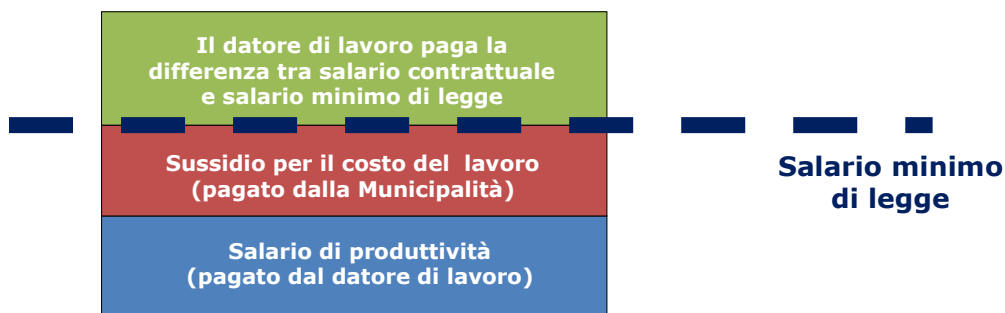 Il datore di lavoro paga la
differenza tra salario contrattuale
e salario minimo di legge
Sussidio per il costo del lavoro
(pagato dalla Municipalità)
Salario minimo
di legge
Salario di produttività
(pagato dal datore di lavoro)